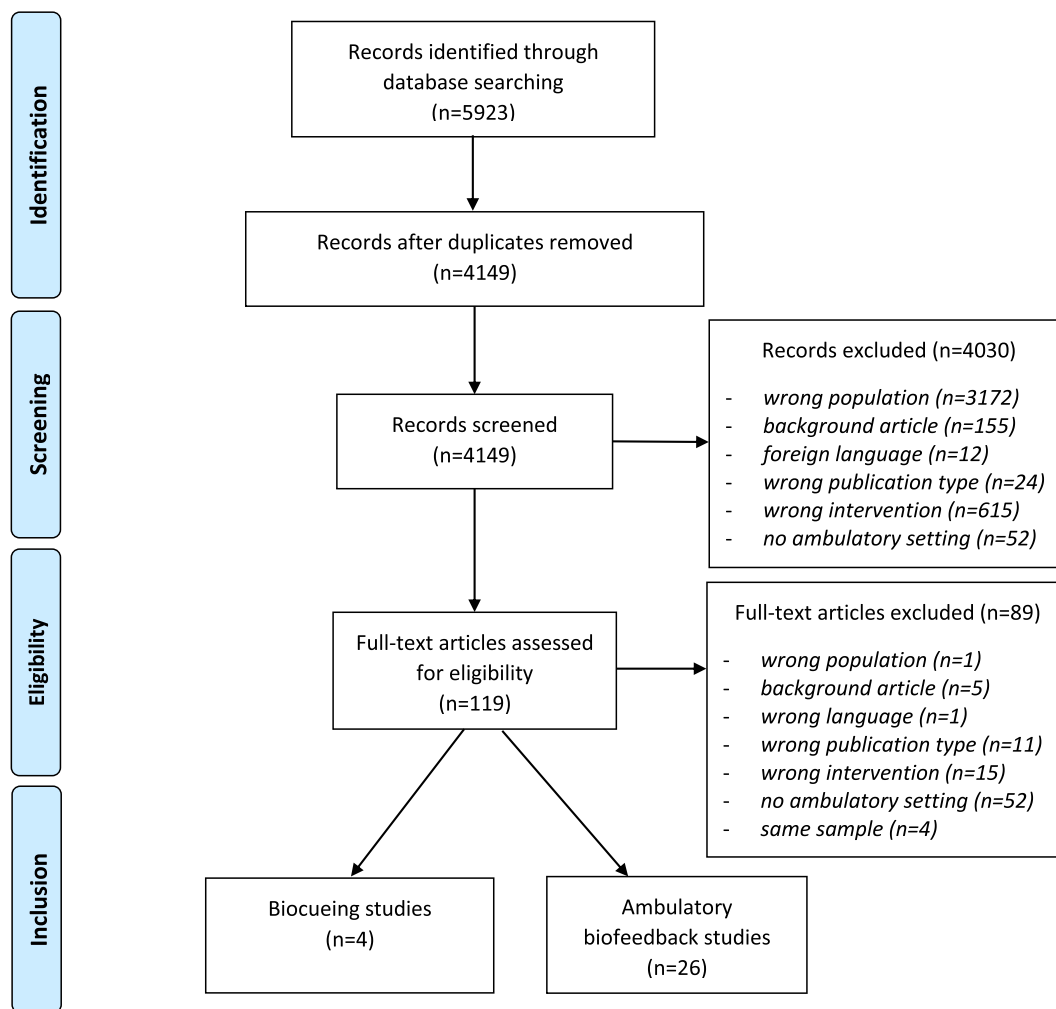 Identification
Records identified through
database searching
(n=5923)
Records after duplicates removed
(n=4149)
Screening
Records screened
(n=4149)
Records excluded (n=4030)
- wrong population (n=3172)
- background article (n=155)
- foreign language (n=12)
- wrong publication type (n=24)
- wrong intervention (n=615)
- no ambulatory setting (n=52)
Eligibility
Full-text articles assessed
for eligibility
(n=119)
Full-text articles excluded (n=89)
- wrong population (n=1)
- background article (n=5)
- wrong language (n=1)
- wrong publication type (n=11)
- wrong intervention (n=15)
- no ambulatory setting (n=52)
- same sample (n=4)
Inclusion
Biocueing studies
(n=4)
Ambulatory
biofeedback studies
(n=26)